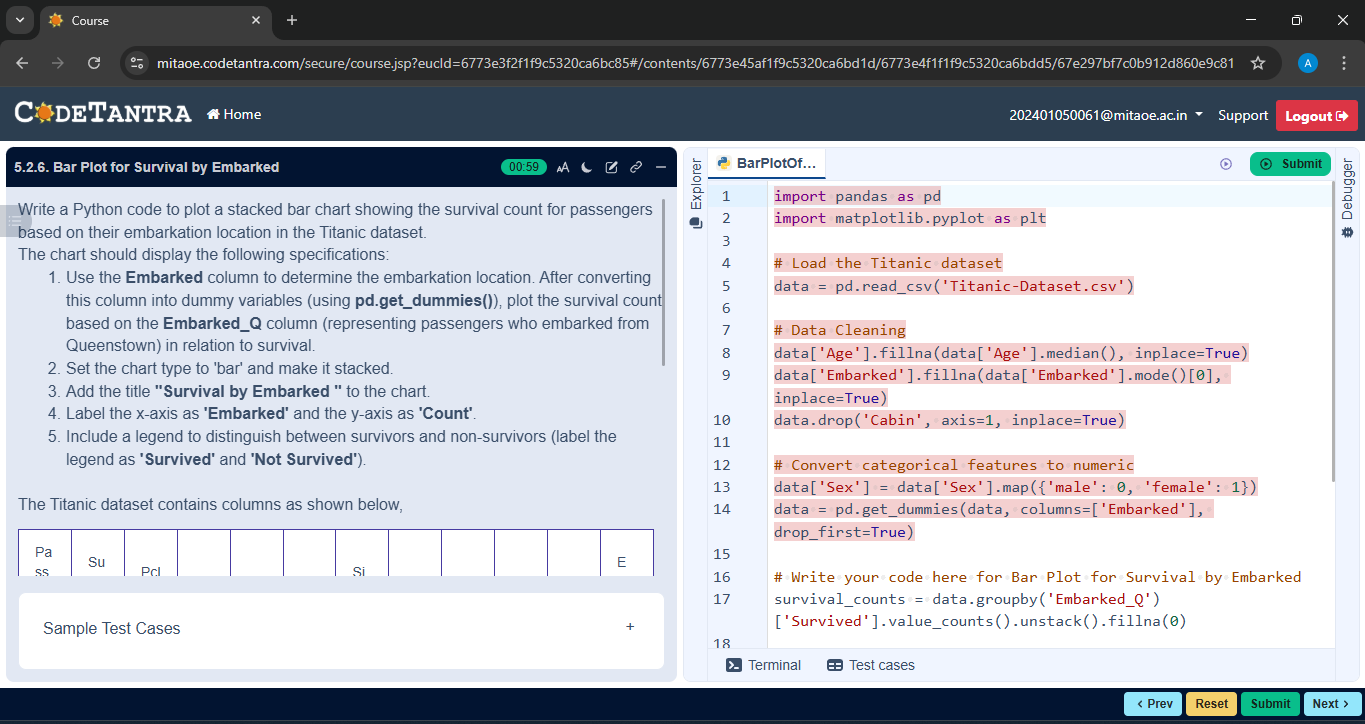 Course
mitaoe.codetantra.com/secure/course.jsp?eucId=6773e3f2f1f9c5320ca6bc85#/contents/6773e45af1f9c5320ca6bd1d/6773e4f1f1f9c5320ca6bdd5/67e297bf7c0b912d860e9c81
A
CODETANTRA
Home
202401050061@mitaoe.ac.in
Support
Logout
5.2.6. Bar Plot for Survival by Embarked
00:59
AA
Write a Python code to plot a stacked bar chart showing the survival count for passengers
based on their embarkation location in the Titanic dataset.
The chart should display the following specifications:
1. Use the Embarked column to determine the embarkation location. After converting
this column into dummy variables (using pd.get_dummies()), plot the survival count
based on the Embarked_Q column (representing passengers who embarked from
Queenstown) in relation to survival.
2. Set the chart type to 'bar' and make it stacked.
3. Add the title "Survival by Embarked " to the chart.
4. Label the x-axis as 'Embarked' and the y-axis as 'Count'.
5. Include a legend to distinguish between survivors and non-survivors (label the
legend as 'Survived' and 'Not Survived').
The Titanic dataset contains columns as shown below,
Pa
ss
Su
Pcl
Si
E
Sample Test Cases
+
Explorer
BarPlotOf...
Submit
Debugger
1 import pandas as pd
2 import matplotlib.pyplot as plt
3
4 # Load the Titanic dataset
5 data = pd.read_csv('Titanic-Dataset.csv')
6
7 # Data Cleaning
8 data['Age'].fillna(data['Age'].median(), inplace=True)
9 data['Embarked'].fillna(data['Embarked'].mode()[0],
inplace=True)
10 data.drop('Cabin', axis=1, inplace=True)
11
12 # Convert categorical features to numeric
13 data['Sex'] = data['Sex'].map({'male': 0, 'female': 1})
14 data = pd.get_dummies(data, columns=['Embarked'],
drop_first=True)
15
16 # Write your code here for Bar Plot for Survival by Embarked
17 survival_counts = data.groupby('Embarked_Q')
['Survived'].value_counts().unstack().fillna(0)
18
Terminal
Test cases
< Prev
Reset
Submit
Next >